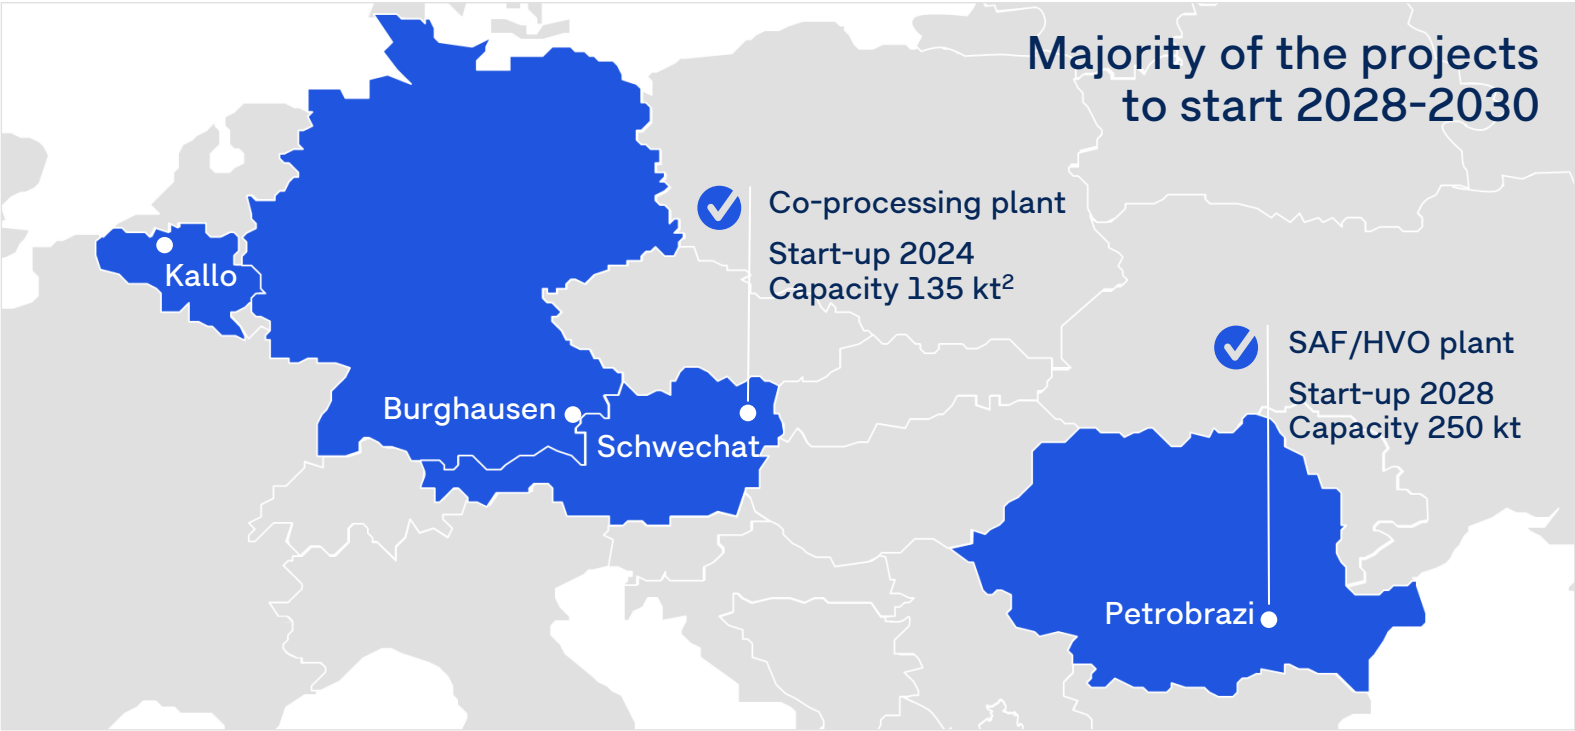 Majority of the projects
to start 2028-2030
Co-processing plant
Start-up 2024
Capacity 135 kt²
Kallo
SAF/HVO plant
Start-up 2028
Capacity 250 kt
Burghausen
Schwechat
Petrobrazi